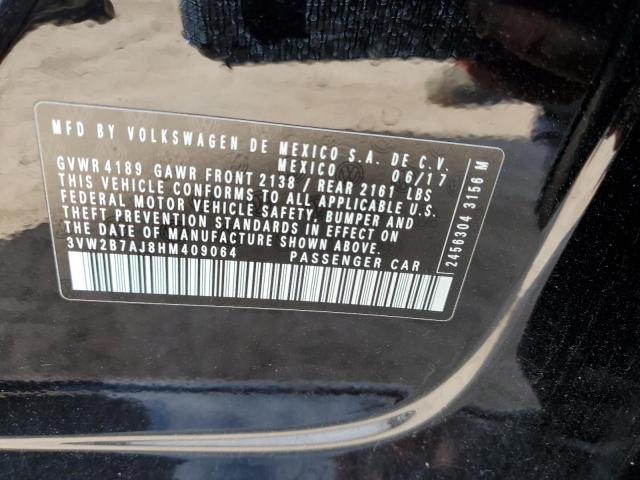 MFD BY VOLKSWAGEN DE MEXICO S.A. DE C.V.
MEXICO 06/17
GVWR 4189 GAWR FRONT 2138 / REAR 2161 LBS
THIS VEHICLE CONFORMS TO ALL APPLICABLE U.S.
FEDERAL MOTOR VEHICLE SAFETY, BUMPER AND
THEFT PREVENTION STANDARDS IN EFFECT ON
THE DATE OF MANUFACTURE SHOWN ABOVE.
3VW2B7AJ8HM409064 PASSENGER CAR
2456304 3156 M